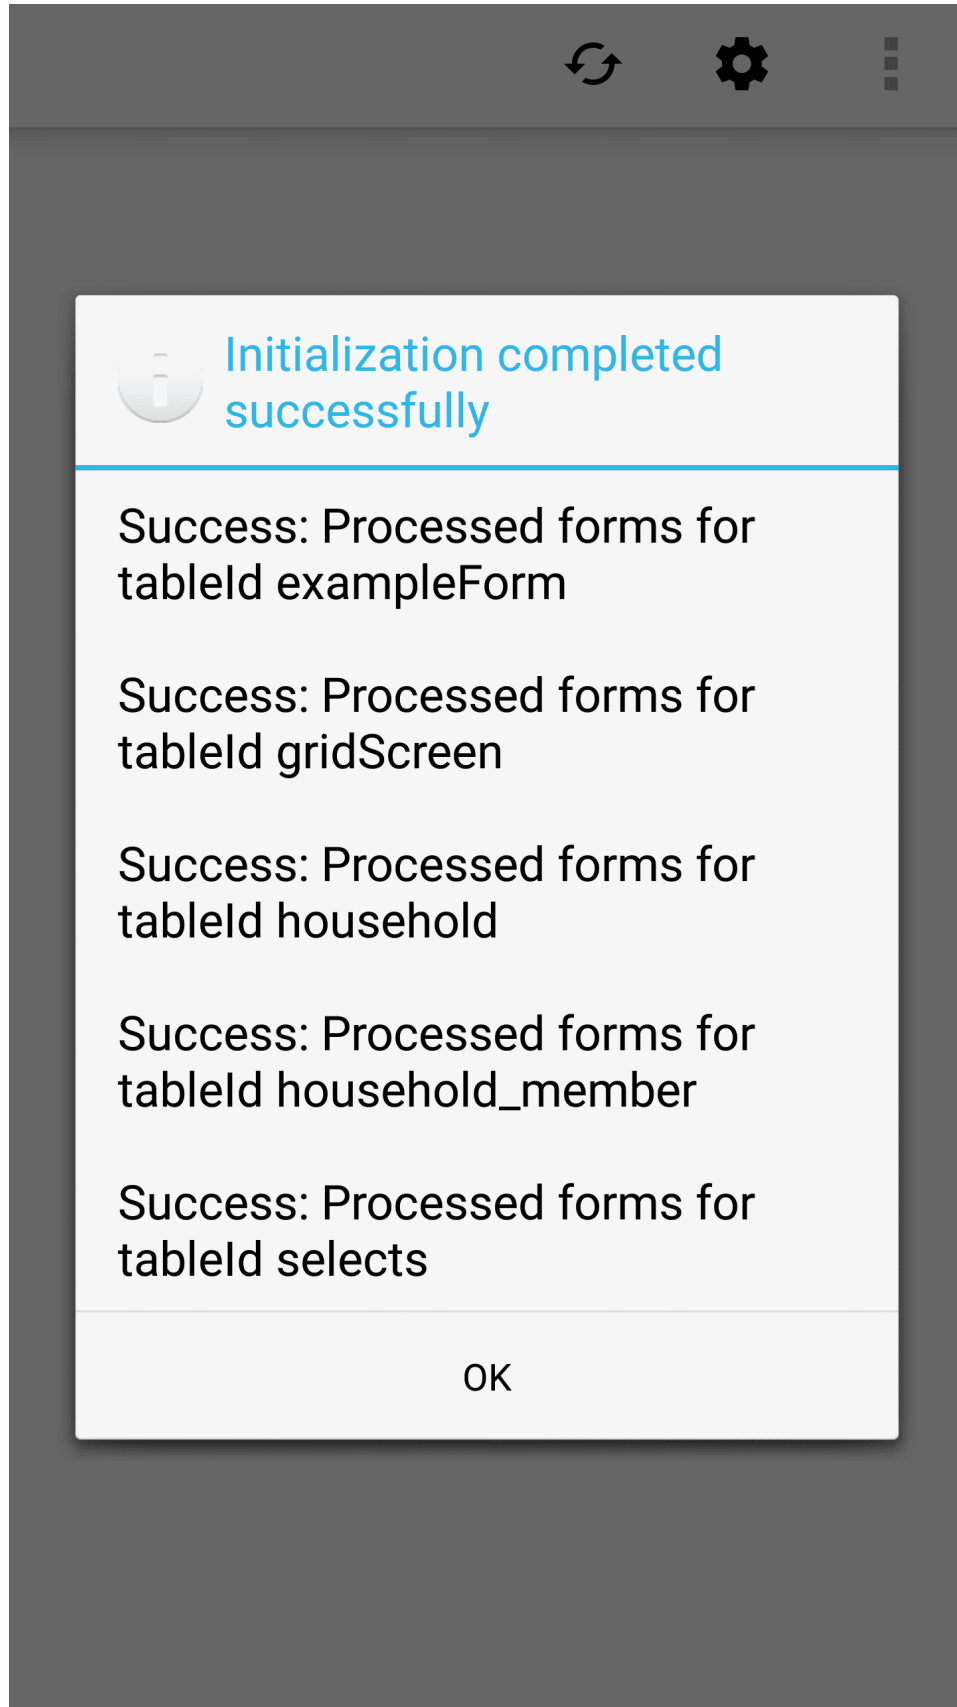 Initialization completed
successfully
Success: Processed forms for
tableId exampleForm
Success: Processed forms for
tableId gridScreen
Success: Processed forms for
tableId household
Success: Processed forms for
tableId household_member
Success: Processed forms for
tableId selects
OK